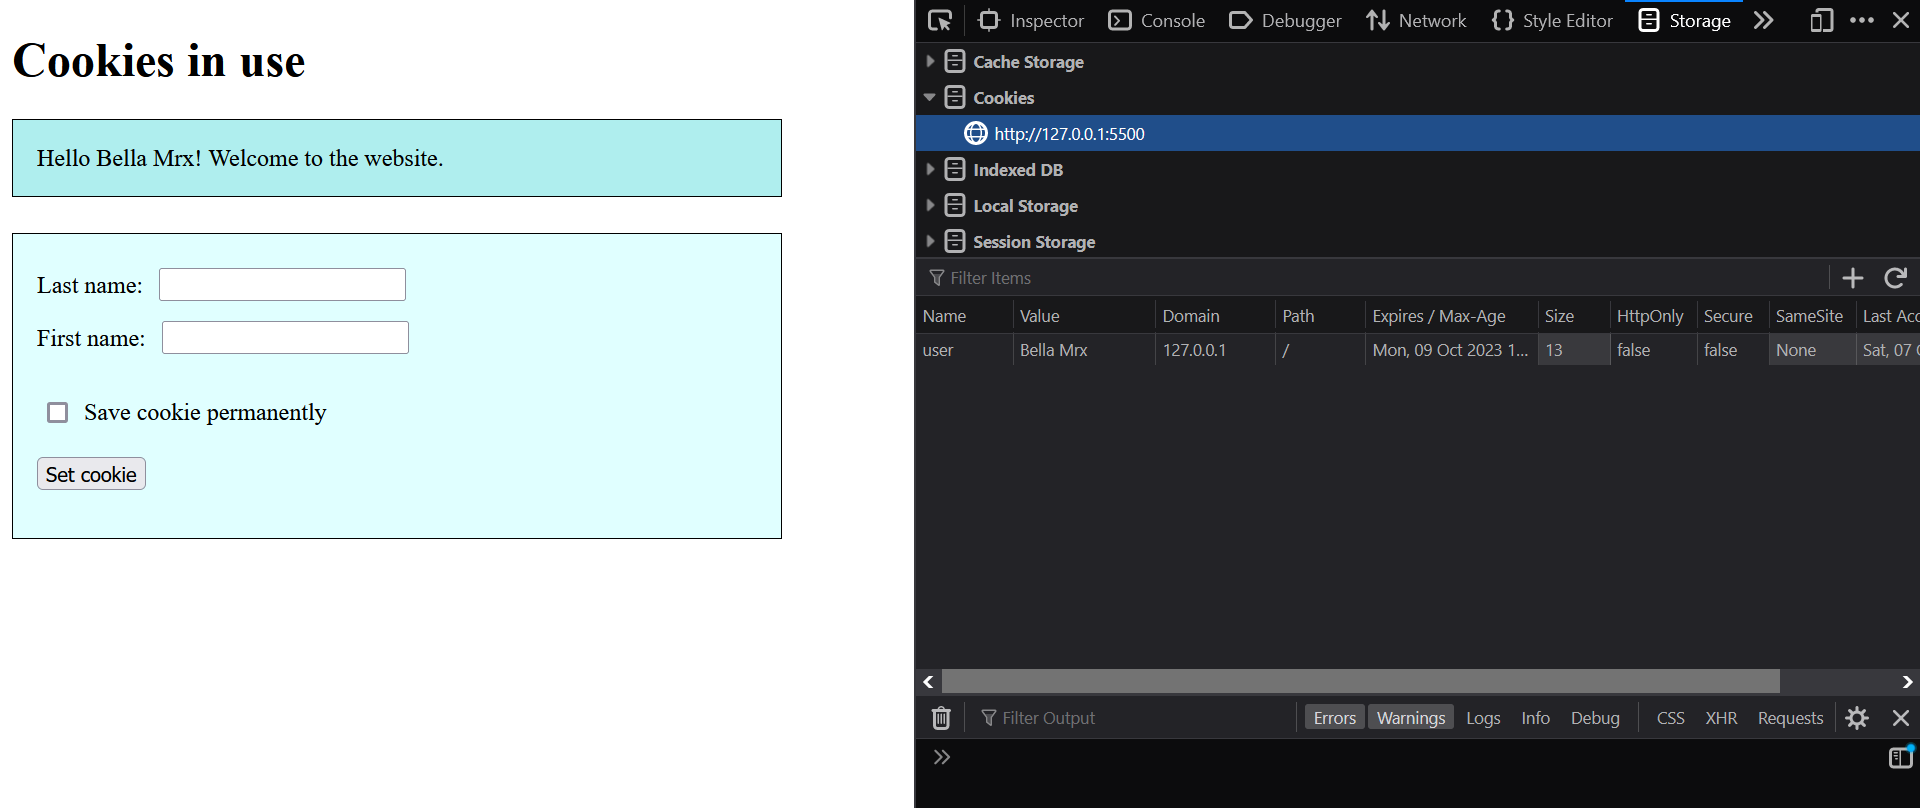 Cookies in use
Hello Bella Mrx! Welcome to the website.
Last name:
First name:
Save cookie permanently
Set cookie
Inspector Console Debugger Network Style Editor Storage
Cache Storage
Cookies
http://127.0.0.1:5500
Indexed DB
Local Storage
Session Storage
Filter Items
Name Value Domain Path Expires / Max-Age Size HttpOnly Secure SameSite Last Acc
user Bella Mrx 127.0.0.1 / Mon, 09 Oct 2023 1... 13 false false None Sat, 07
Filter Output Errors Warnings Logs Info Debug CSS XHR Requests